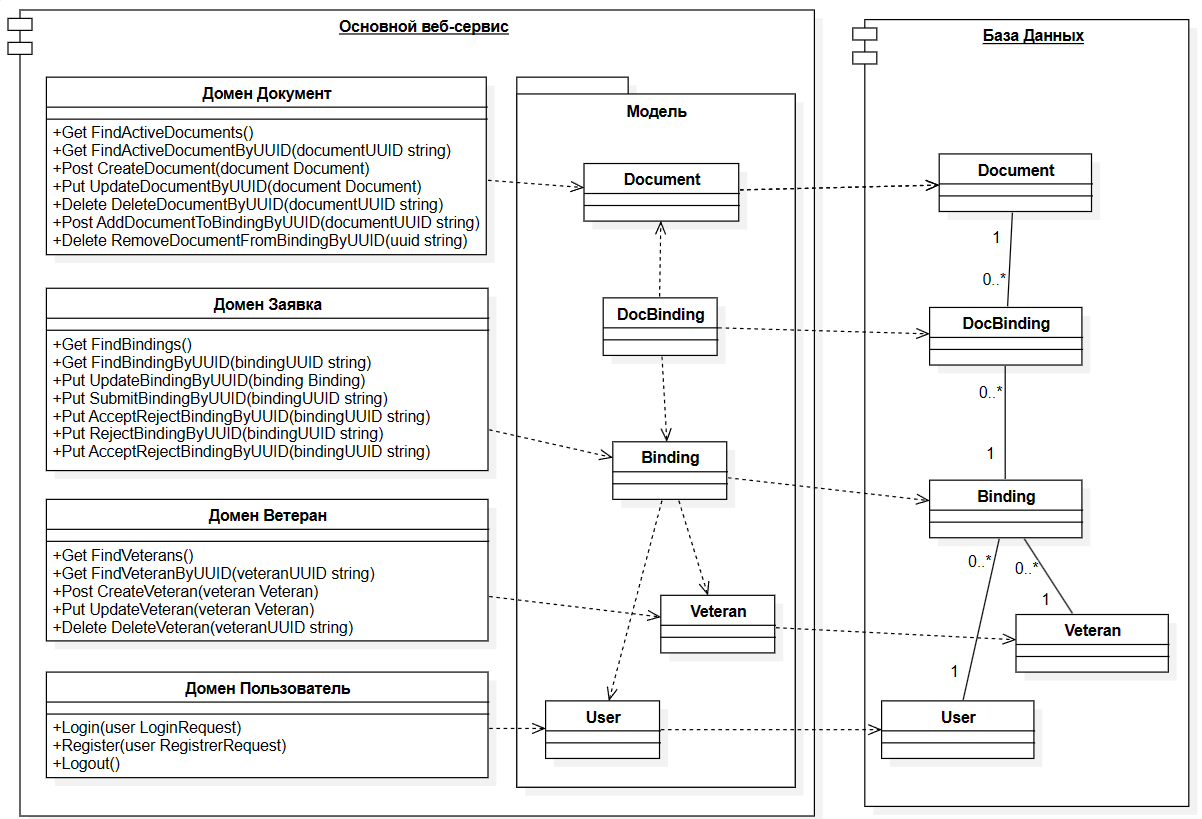 Основной веб-сервис
Домен Документ
+Get FindActiveDocuments()
+Get FindActiveDocumentByUUID(documentUUID string)
+Post CreateDocument(document Document)
+Put UpdateDocumentByUUID(document Document)
+Delete DeleteDocumentByUUID(documentUUID string)
+Post AddDocumentToBindingByUUID(documentUUID string)
+Delete RemoveDocumentFromBindingByUUID(uuid string)
Домен Заявка
+Get FindBindings()
+Get FindBindingByUUID(bindingUUID string)
+Put UpdateBindingByUUID(binding Binding)
+Put SubmitBindingByUUID(bindingUUID string)
+Put AcceptRejectBindingByUUID(bindingUUID string)
+Put RejectBindingByUUID(bindingUUID string)
+Put AcceptRejectBindingByUUID(bindingUUID string)
Домен Ветеран
+Get FindVeterans()
+Get FindVeteranByUUID(veteranUUID string)
+Post CreateVeteran(veteran Veteran)
+Put UpdateVeteran(veteran Veteran)
+Delete DeleteVeteran(veteranUUID string)
Домен Пользователь
+Login(user LoginRequest)
+Register(user RegistrerRequest)
+Logout()
Модель
Document
DocBinding
Binding
Veteran
User
База Данных
Document
1
0..*
DocBinding
0..*
1
Binding
0..*
0..*
1
Veteran
1
User